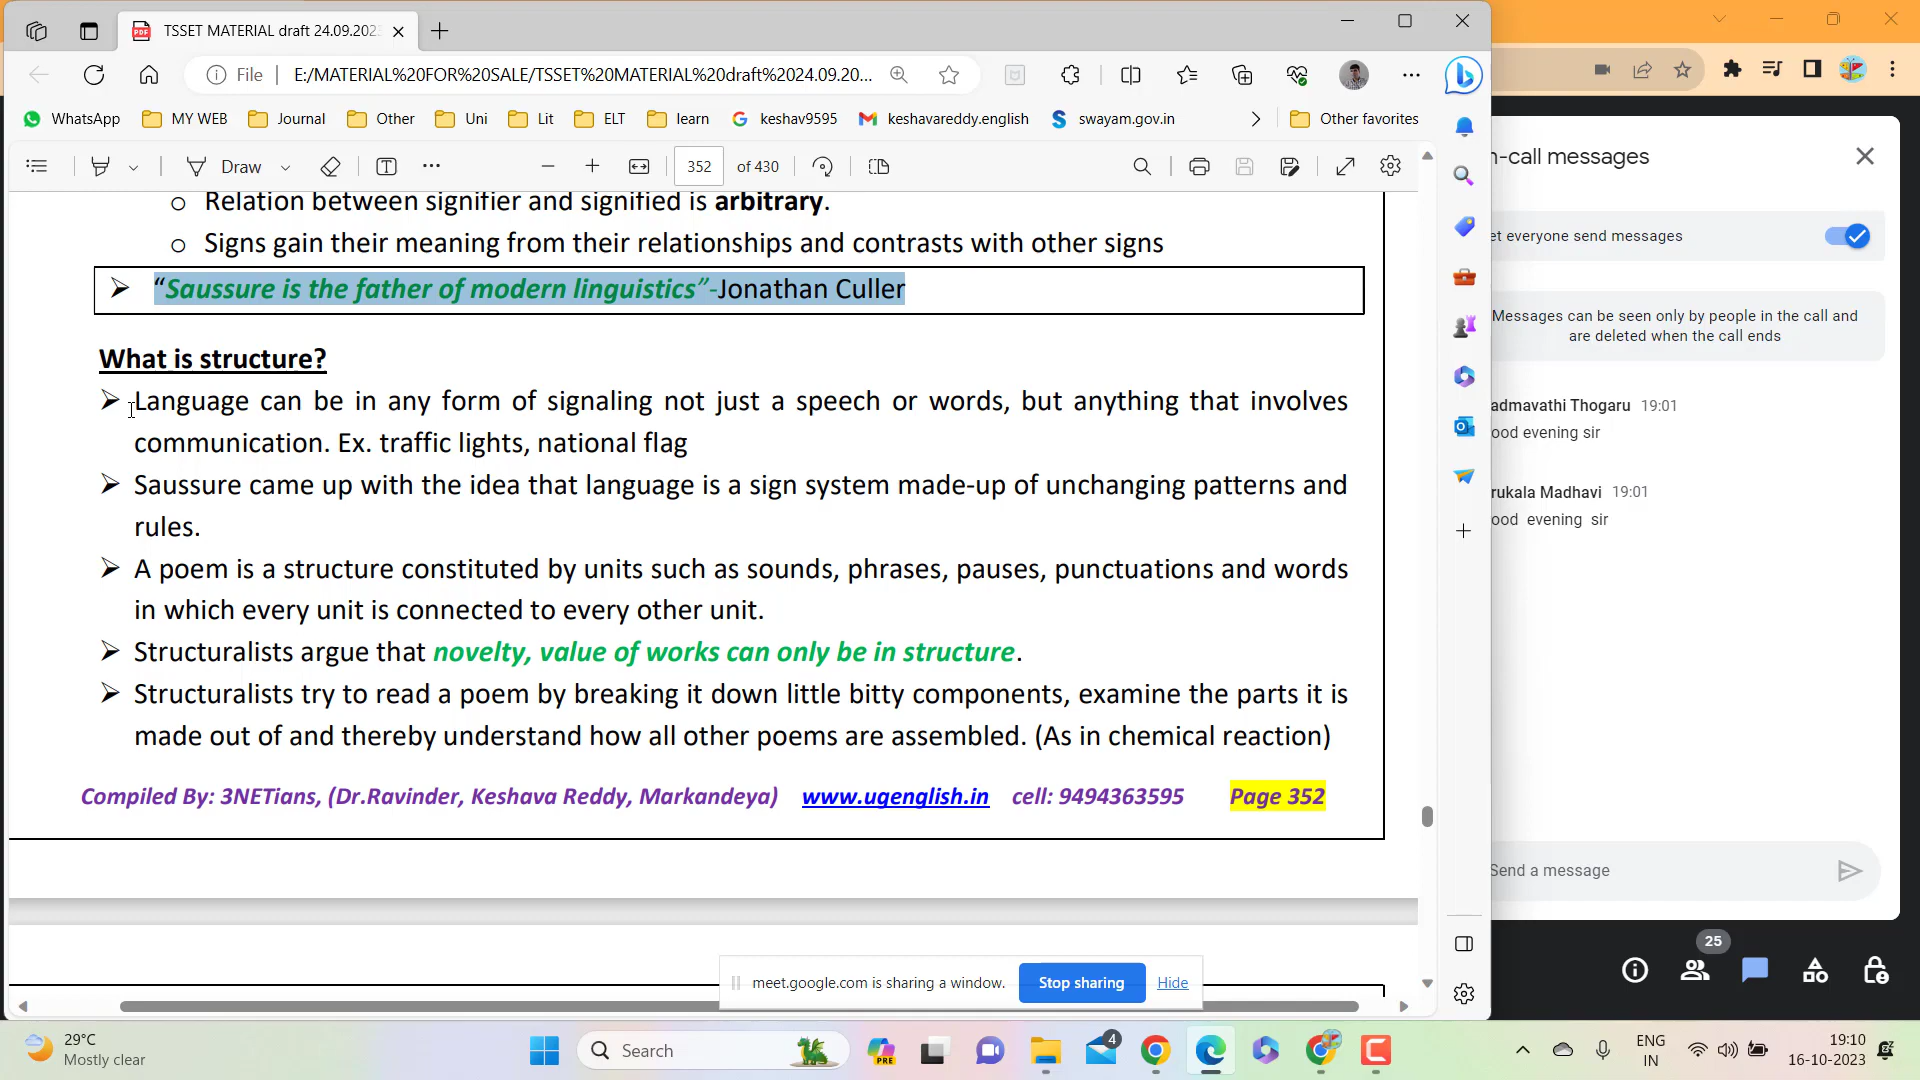 TSSET MATERIAL draft 24.09.202
File
E:/MATERIAL%20FOR%20SALE/TSSET%20MATERIAL%20draft%2024.09.20...
WhatsApp
MY WEB
Journal
Other
Uni
Lit
ELT
learn
keshav9595
keshavareddy.english
swayam.gov.in
Other favorites
Draw
352
of 430
o Relation between signifier and signified is arbitrary.
o Signs gain their meaning from their relationships and contrasts with other signs
➢ “Saussure is the father of modern linguistics”-Jonathan Culler
What is structure?
➢ Language can be in any form of signaling not just a speech or words, but anything that involves
communication. Ex. traffic lights, national flag
➢ Saussure came up with the idea that language is a sign system made-up of unchanging patterns and
rules.
➢ A poem is a structure constituted by units such as sounds, phrases, pauses, punctuations and words
in which every unit is connected to every other unit.
➢ Structuralists argue that novelty, value of works can only be in structure.
➢ Structuralists try to read a poem by breaking it down little bitty components, examine the parts it is
made out of and thereby understand how all other poems are assembled. (As in chemical reaction)
Compiled By: 3NETians, (Dr.Ravinder, Keshava Reddy, Markandeya) www.ugenglish.in cell: 9494363595 Page 352
n-call messages
et everyone send messages
Messages can be seen only by people in the call and
are deleted when the call ends
admavathi Thogaru 19:01
ood evening sir
rukala Madhavi 19:01
ood evening sir
Send a message
25
meet.google.com is sharing a window.
Stop sharing
Hide
29°C
Mostly clear
Search
PRE
4
ENG
IN
19:10
16-10-2023